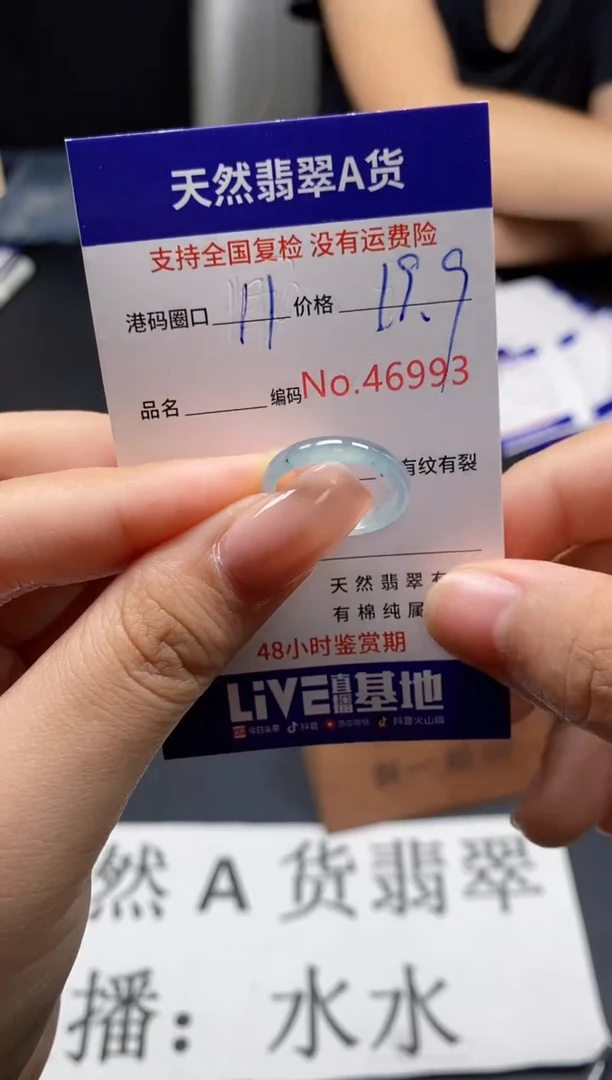 天然翡翠A货
支持全国复检 没有运费险
港码圈口 11 价格 19.9
品名 编码 No.46993
有纹有裂
天然翡翠有
有棉纯属
48小时鉴赏期
LiVE直播基地
今日头条 抖音 西瓜视频 抖音火山版
然A货翡翠
播：水水